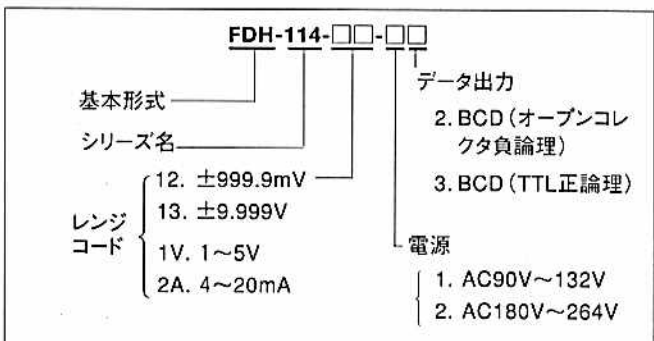 FDH-114-□□-□□
基本形式
シリーズ名
レンジ
コード
12. ±999.9mV
13. ±9.999V
1V. 1～5V
2A. 4～20mA
データ出力
2. BCD（オープンコレ
クタ負論理）
3. BCD（TTL正論理）
電源
1. AC90V～132V
2. AC180V～264V